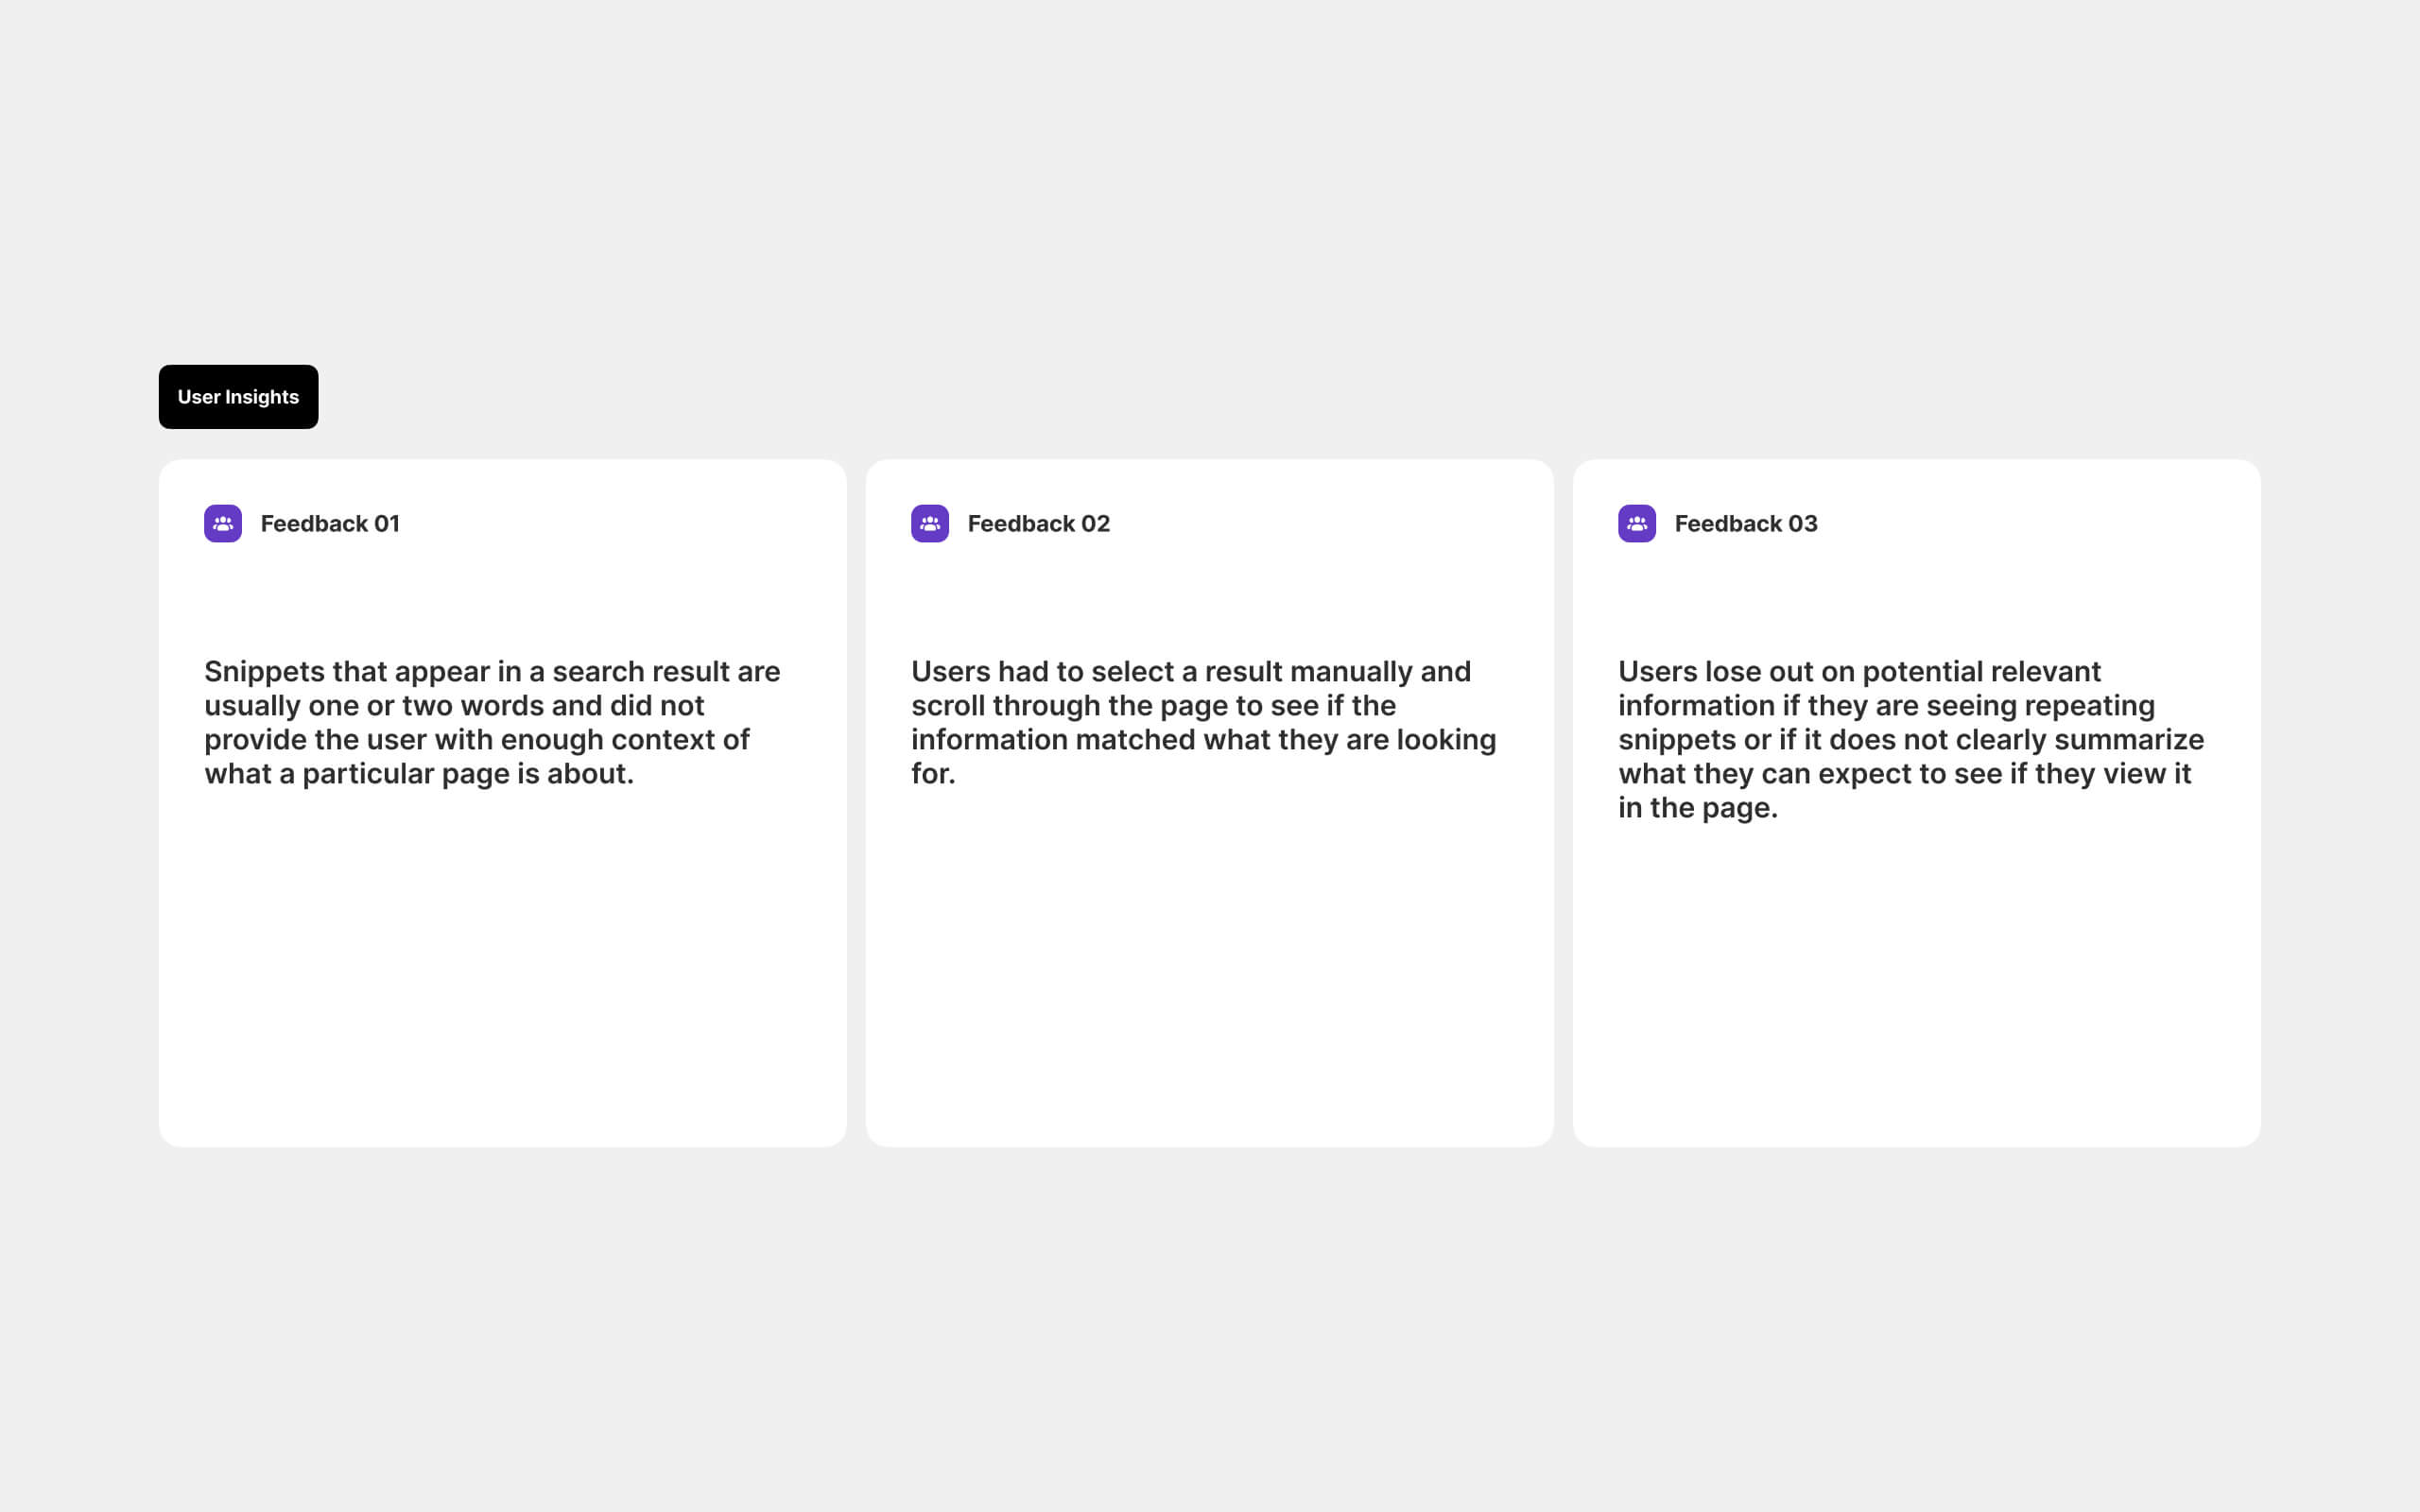 User Insights
Feedback 01
Snippets that appear in a search result are
usually one or two words and did not
provide the user with enough context of
what a particular page is about.
Feedback 02
Users had to select a result manually and
scroll through the page to see if the
information matched what they are looking
for.
Feedback 03
Users lose out on potential relevant
information if they are seeing repeating
snippets or if it does not clearly summarize
what they can expect to see if they view it
in the page.